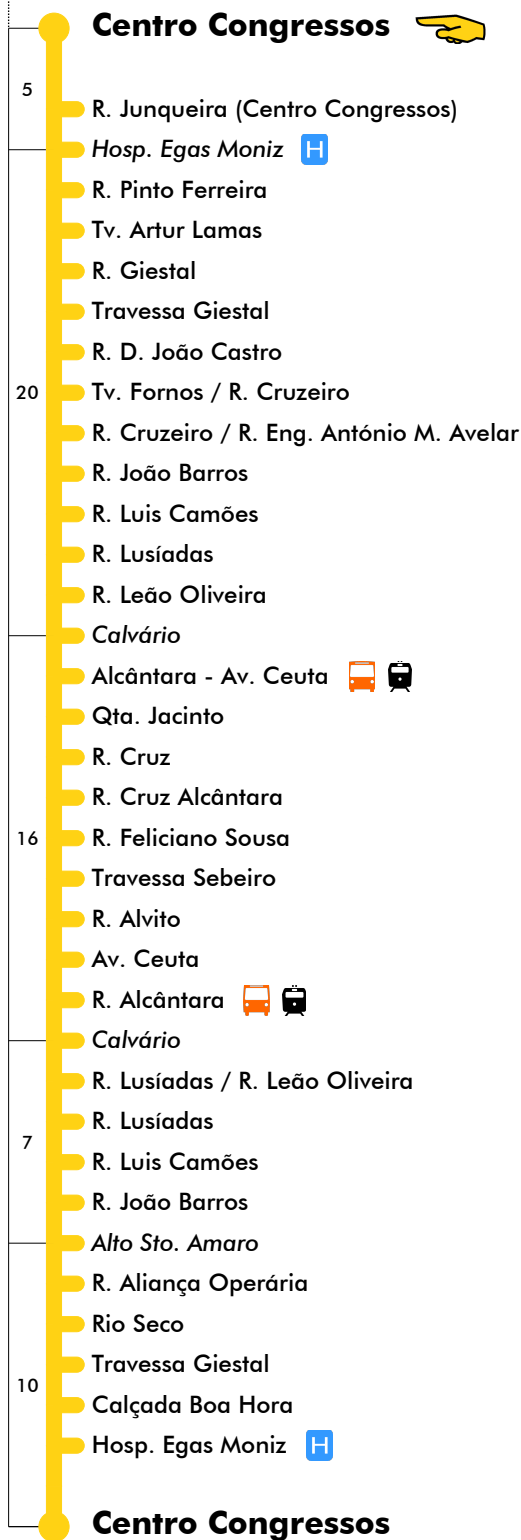 Centro Congressos
5
R. Junqueira (Centro Congressos)
Hosp. Egas Moniz H
R. Pinto Ferreira
Tv. Artur Lamas
R. Giestal
Travessa Giestal
R. D. João Castro
20 Tv. Fornos / R. Cruzeiro
R. Cruzeiro / R. Eng. António M. Avelar
R. João Barros
R. Luis Camões
R. Lusíadas
R. Leão Oliveira
Calvário
Alcântara - Av. Ceuta
Qta. Jacinto
R. Cruz
R. Cruz Alcântara
16 R. Feliciano Sousa
Travessa Sebeiro
R. Alvito
Av. Ceuta
R. Alcântara
Calvário
R. Lusíadas / R. Leão Oliveira
R. Lusíadas
7
R. Luis Camões
R. João Barros
Alto Sto. Amaro
R. Aliança Operária
Rio Seco
Travessa Giestal
10
Calçada Boa Hora
Hosp. Egas Moniz H
Centro Congressos